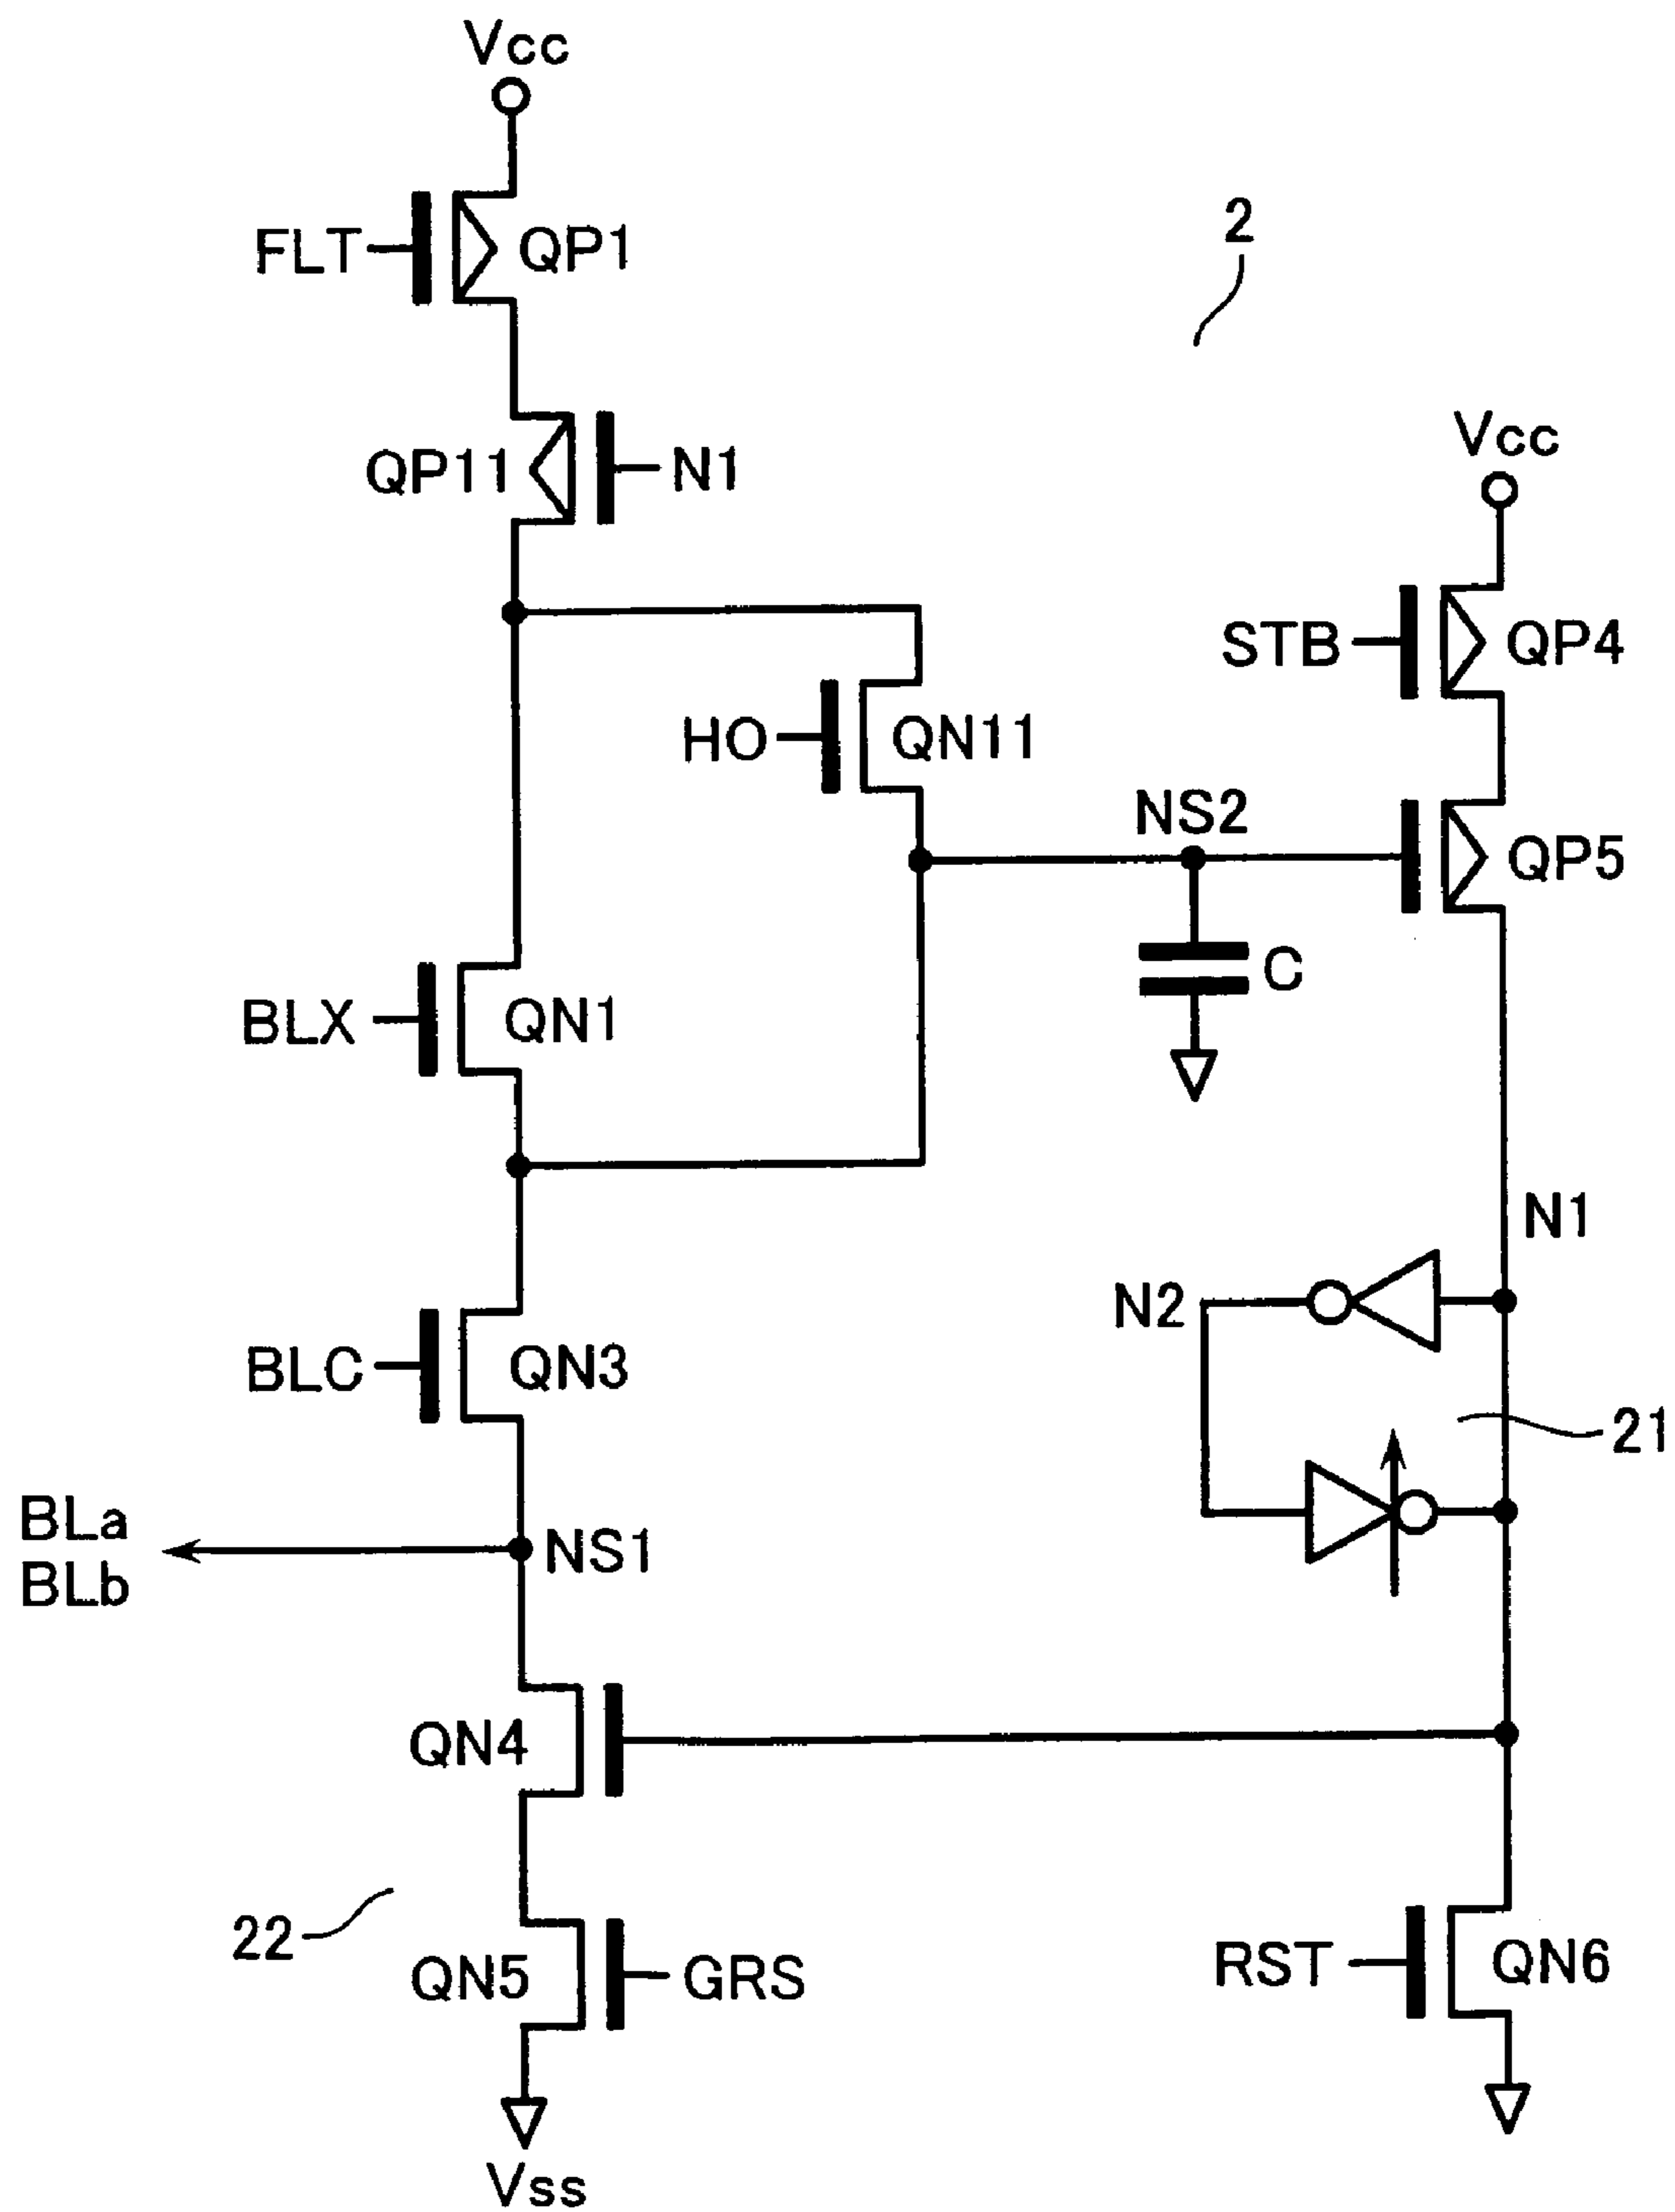 Vcc
FLT
QP1
2
QP11
N1
Vcc
STB
QP4
HO
QN11
NS2
QP5
C
BLX
QN1
N1
N2
BLC
QN3
21
BLa
BLb
NS1
QN4
22
QN5
GRS
RST
QN6
Vss